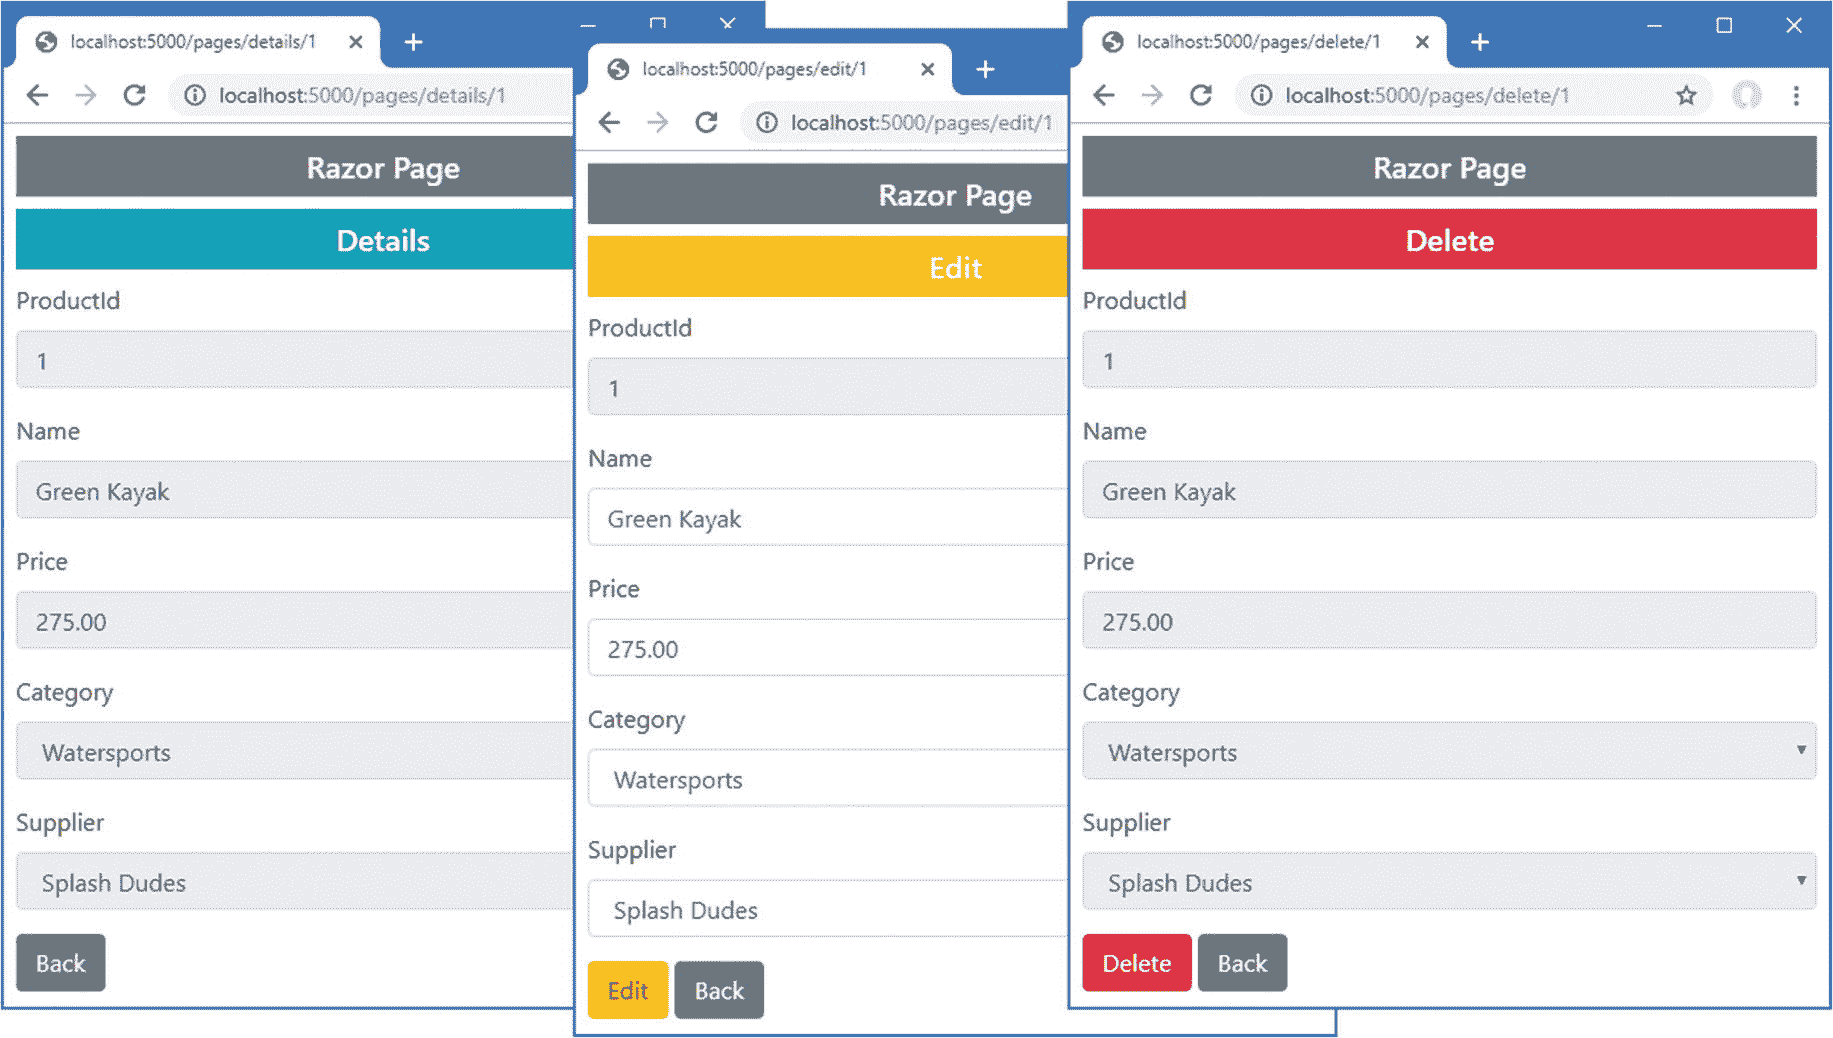 localhost:5000/pages/details/1
localhost:5000/pages/details/1
Razor Page
Details
ProductId
1
Name
Green Kayak
Price
275.00
Category
Watersports
Supplier
Splash Dudes
Back
localhost:5000/pages/edit/1
localhost:5000/pages/edit/1
Razor Page
Edit
ProductId
1
Name
Green Kayak
Price
275.00
Category
Watersports
Supplier
Splash Dudes
Edit Back
localhost:5000/pages/delete/1
localhost:5000/pages/delete/1
Razor Page
Delete
ProductId
1
Name
Green Kayak
Price
275.00
Category
Watersports
Supplier
Splash Dudes
Delete Back